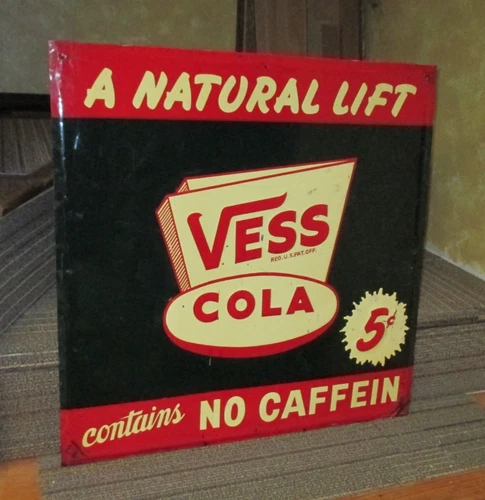 A NATURAL LIFT
VESS
REG. U.S. PAT. OFF.
COLA
5¢
contains NO CAFFEIN